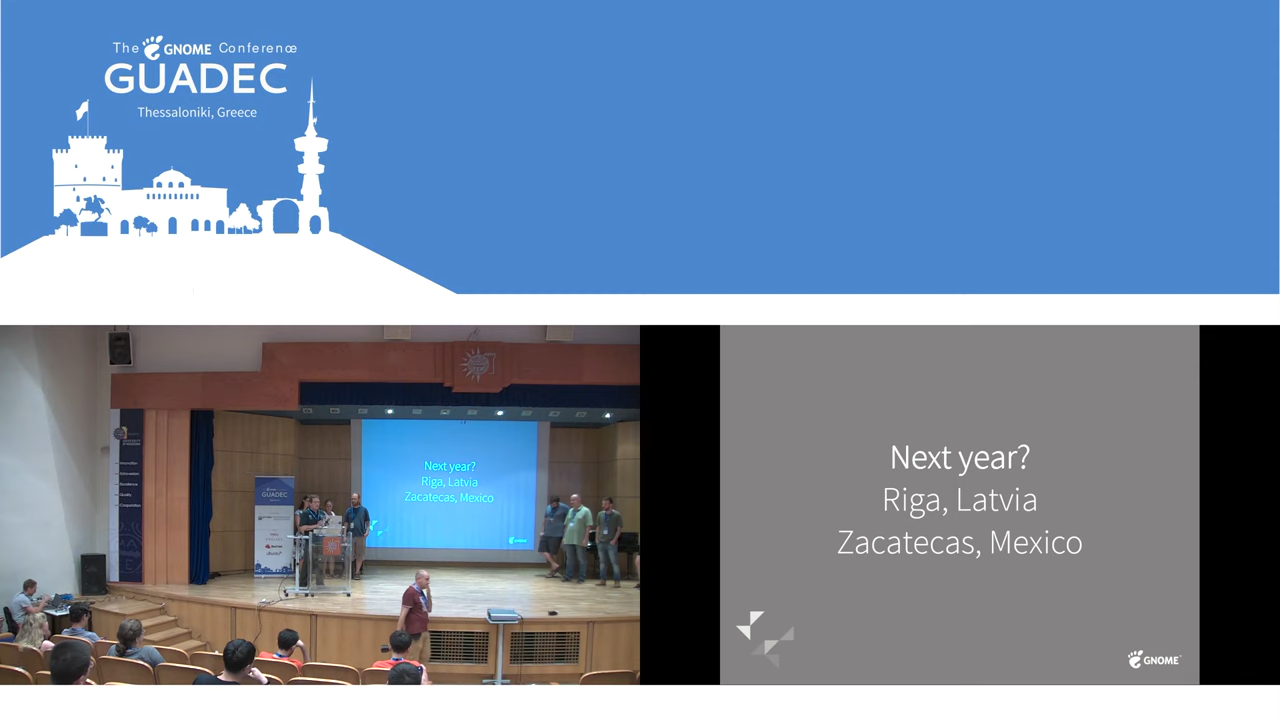 The GNOME Conference
GUADEC
Thessaloniki, Greece
Next year?
Riga, Latvia
Zacatecas, Mexico
GUADEC
Next year?
Riga, Latvia
Zacatecas, Mexico
GNOME